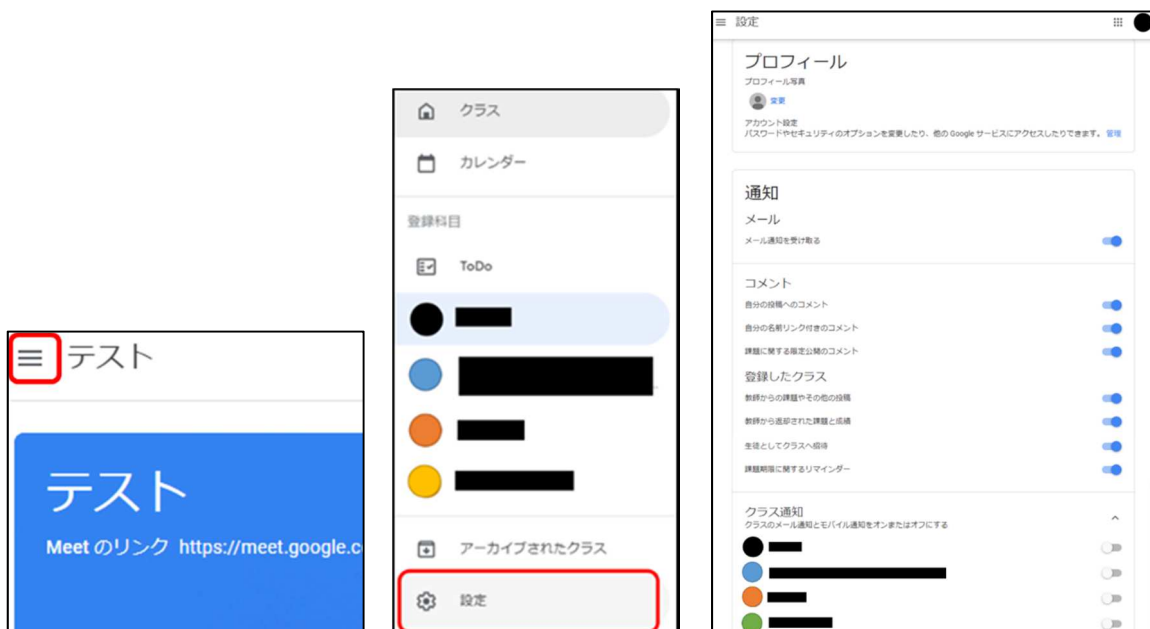 テスト
テスト
Meet のリンク https://meet.google.c
クラス
カレンダー
登録科目
ToDo
アーカイブされたクラス
設定
設定
プロフィール
プロフィール写真
変更
アカウント設定
パスワードやセキュリティのオプションを変更したり、他の Google サービスにアクセスしたりできます。 管理
通知
メール
メール通知を受け取る
コメント
自分の投稿へのコメント
自分の名前リンク付きのコメント
課題に関する限定公開のコメント
登録したクラス
教師からの課題やその他の投稿
教師から返却された課題と成績
生徒としてクラスへ招待
課題期限に関するリマインダー
クラス通知
クラスのメール通知とモバイル通知をオンまたはオフにする